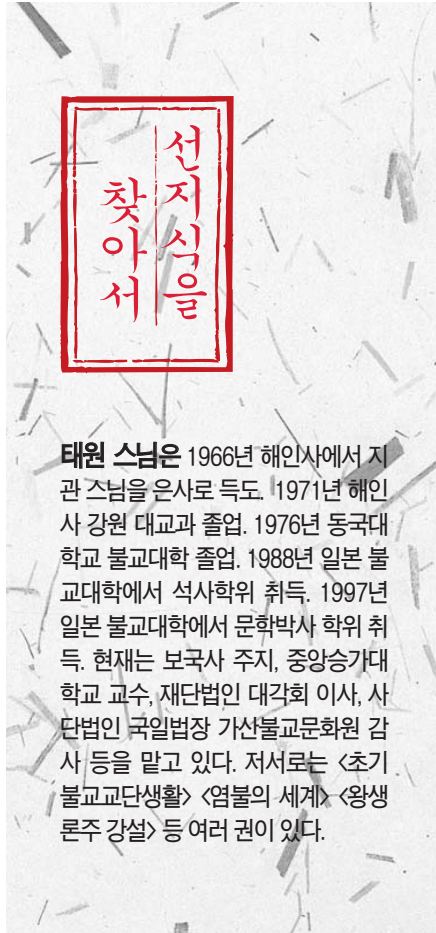 선지식을
찾아서
태원 스님은 1966년 해인사에서 지
관 스님을 은사로 득도. 1971년 해인
사 강원 대교과 졸업. 1976년 동국대
학교 불교대학 졸업. 1988년 일본 불
교대학에서 석사학위 취득. 1997년
일본 불교대학에서 문학박사 학위 취
득. 현재는 보국사 주지, 중앙승가대
학교 교수, 재단법인 대각회 이사, 사
단법인 국일법장 가산불교문화원 감
사 등을 맡고 있다. 저서로는 <초기
불교교단생활> <염불의 세계> <왕생
론주 강설> 등 여러 권이 있다.